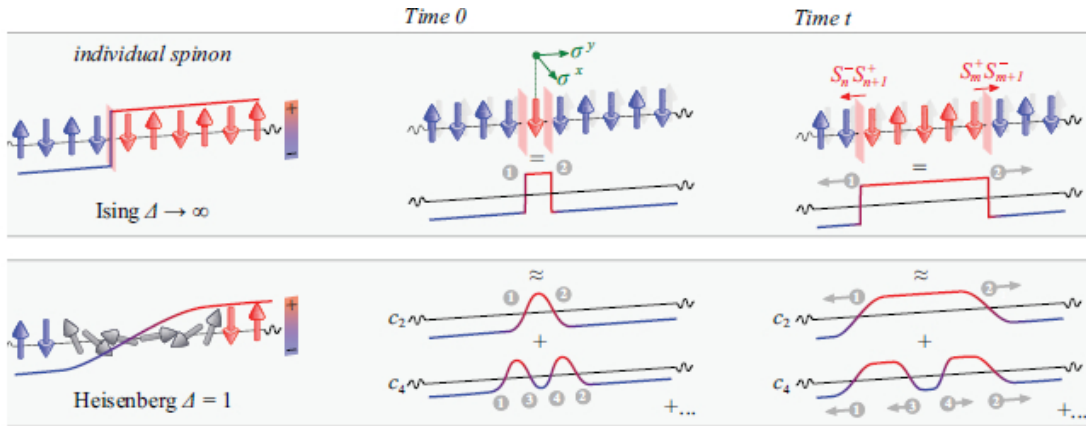 Time 0
Time t
individual spinon
σ^y
σ^x
S_n^- S_{n+1}^+
S_m^+ S_{m+1}^-
+
-
=
1
2
=
1
2
Ising Δ → ∞
≈
≈
1
2
1
2
+
-
c_2
c_2
+
+
c_4
c_4
1
3
4
2
1
3
4
2
Heisenberg Δ = 1
+...
+...